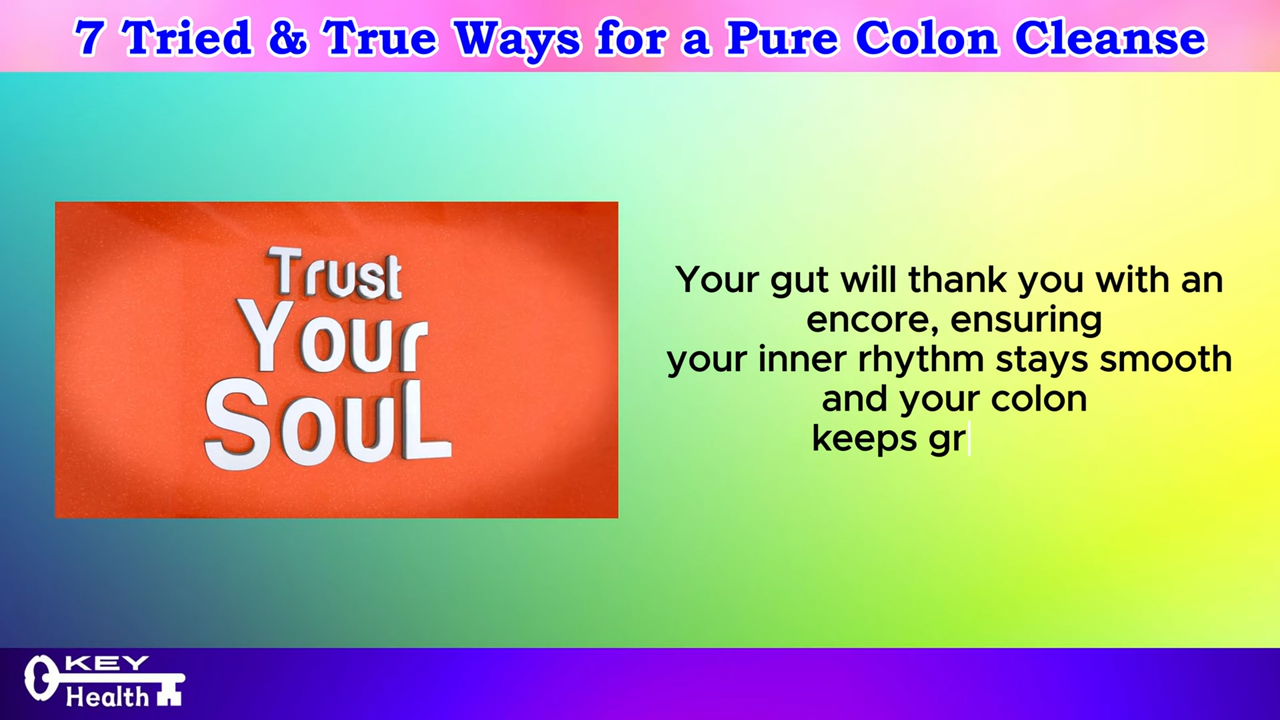 7 Tried & True Ways for a Pure Colon Cleanse
Trust
Your
Soul
Your gut will thank you with an
encore, ensuring
your inner rhythm stays smooth
and your colon
keeps gr
KEY
Health